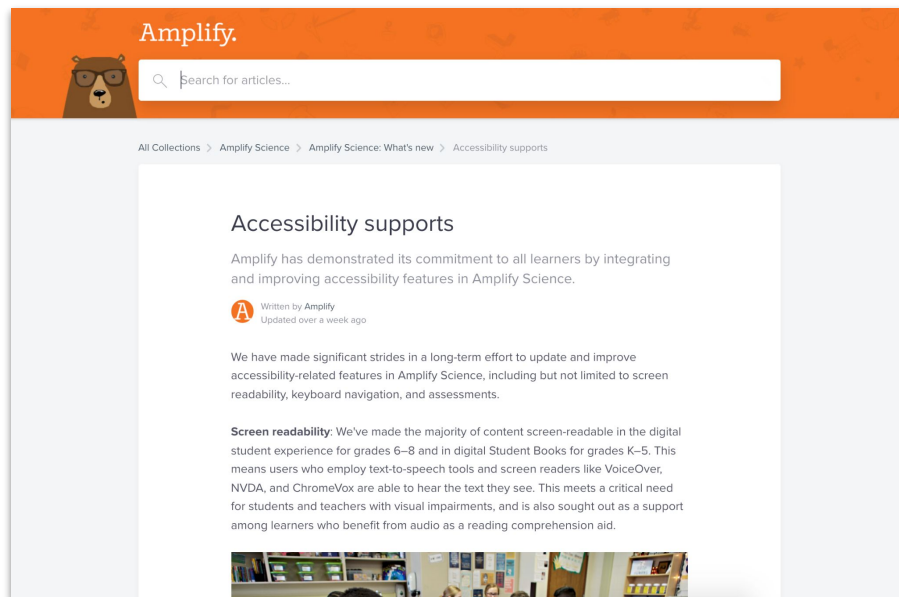 Amplify.
Search for articles...
All Collections > Amplify Science > Amplify Science: What's new > Accessibility supports
Accessibility supports
Amplify has demonstrated its commitment to all learners by integrating
and improving accessibility features in Amplify Science.
Written by Amplify
Updated over a week ago
We have made significant strides in a long-term effort to update and improve
accessibility-related features in Amplify Science, including but not limited to screen
readability, keyboard navigation, and assessments.
Screen readability: We've made the majority of content screen-readable in the digital
student experience for grades 6–8 and in digital Student Books for grades K–5. This
means users who employ text-to-speech tools and screen readers like VoiceOver,
NVDA, and ChromeVox are able to hear the text they see. This meets a critical need
for students and teachers with visual impairments, and is also sought out as a support
among learners who benefit from audio as a reading comprehension aid.